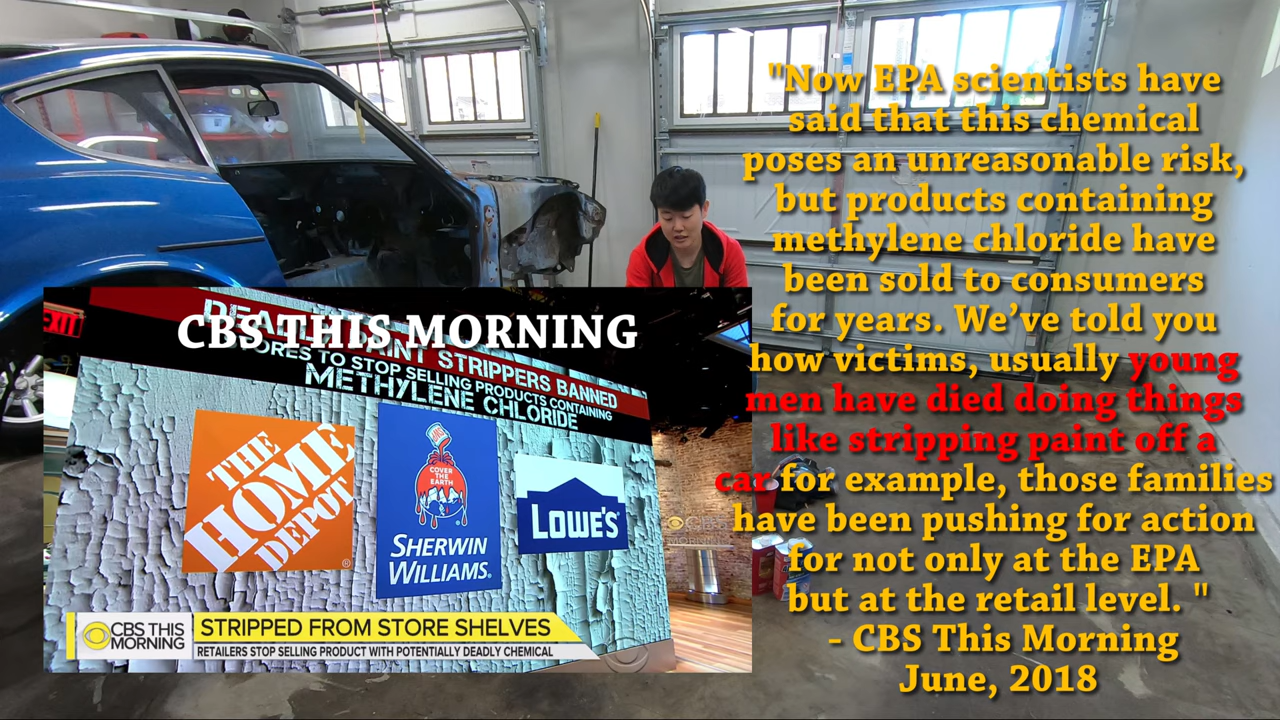 EXIT
CBS THIS MORNING
STRIPPERS BANNED
STORES TO STOP SELLING PRODUCTS CONTAINING
METHYLENE CHLORIDE
THE
HOME
DEPOT
®
COVER
THE
EARTH
SHERWIN
WILLIAMS.
LOWE'S
CBS THIS
MORNING
STRIPPED FROM STORE SHELVES
RETAILERS STOP SELLING PRODUCT WITH POTENTIALLY DEADLY CHEMICAL
"Now EPA scientists have
said that this chemical
poses an unreasonable risk,
but products containing
methylene chloride have
been sold to consumers
for years. We’ve told you
how victims, usually young
men have died doing things
like stripping paint off a
car for example, those families
have been pushing for action
for not only at the EPA
but at the retail level. "
- CBS This Morning
June, 2018